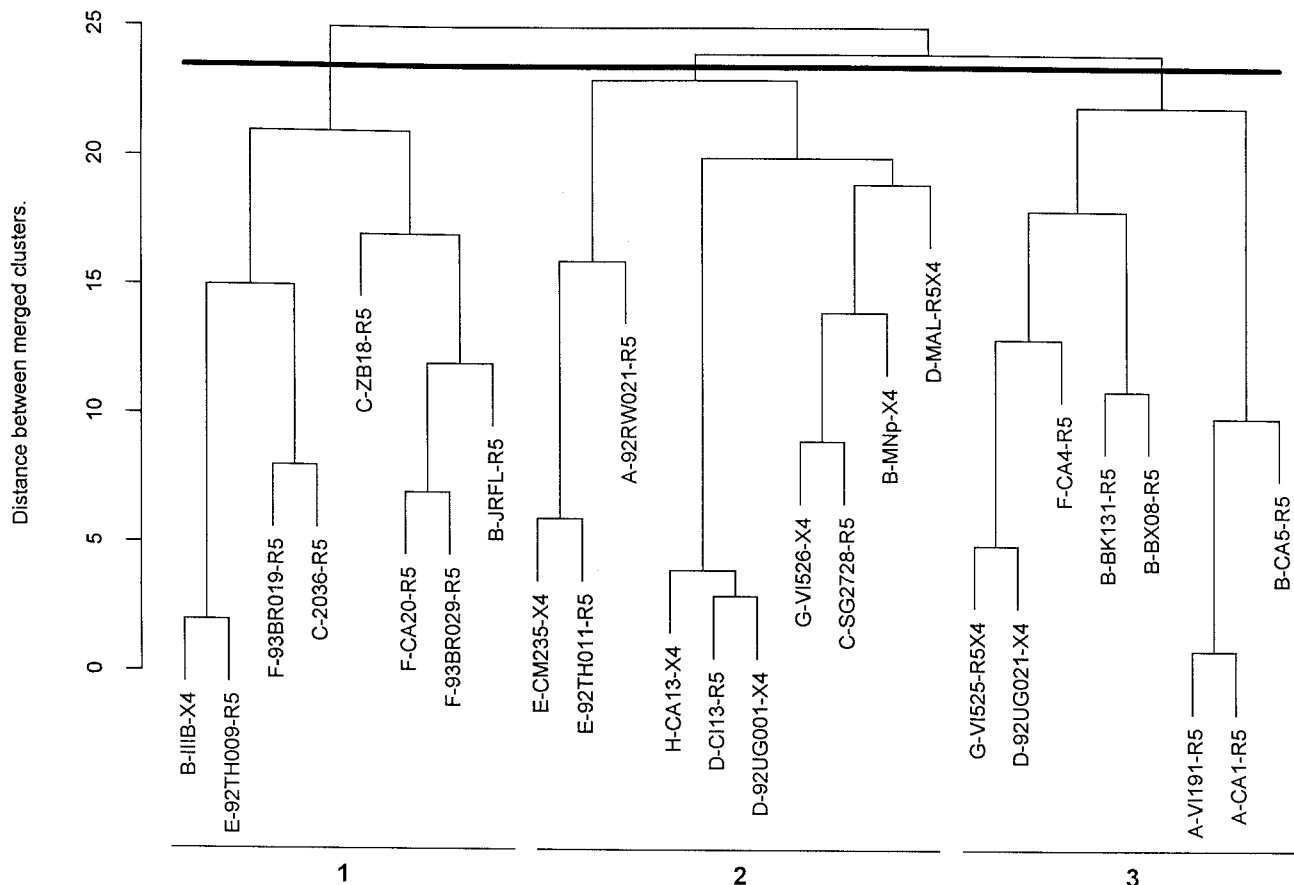 Distance between merged clusters.
25
20
15
10
5
0
B-IIIB-X4
E-92TH009-R5
F-93BR019-R5
C-2036-R5
C-ZB18-R5
F-CA20-R5
F-93BR029-R5
B-JRFL-R5
E-CM235-X4
E-92TH011-R5
A-92RW021-R5
H-CA13-X4
D-CI13-R5
D-92UG001-X4
G-VI526-X4
C-SG2728-R5
B-MNp-X4
D-MAL-R5X4
G-VI525-R5X4
D-92UG021-X4
F-CA4-R5
B-BK131-R5
B-BX08-R5
A-VI191-R5
A-CA1-R5
B-CA5-R5
1
2
3